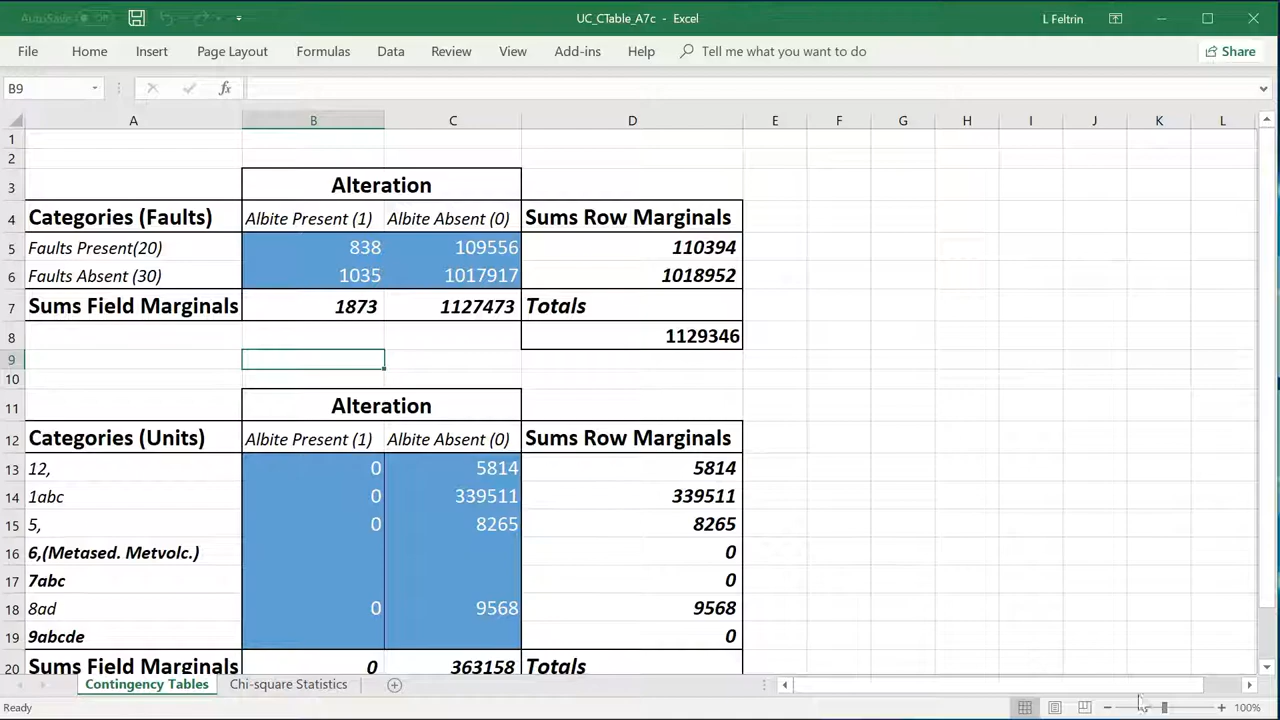 AutoSave Off UC_CTable_A7c - Excel L Feltrin
File Home Insert Page Layout Formulas Data Review View Add-ins Help Tell me what you want to do Share
B9 fx
A B C D E F G H I J K L
1
2
3 Alteration
4 Categories (Faults) Albite Present (1) Albite Absent (0) Sums Row Marginals
5 Faults Present(20) 838 109556 110394
6 Faults Absent (30) 1035 1017917 1018952
7 Sums Field Marginals 1873 1127473 Totals
8 1129346
9
10
11 Alteration
12 Categories (Units) Albite Present (1) Albite Absent (0) Sums Row Marginals
13 12, 0 5814 5814
14 1abc 0 339511 339511
15 5, 0 8265 8265
16 6,(Metased. Metvolc.) 0
17 7abc 0
18 8ad 0 9568 9568
19 9abcde 0
20 Sums Field Marginals 0 363158 Totals
Contingency Tables Chi-square Statistics
Ready 100%